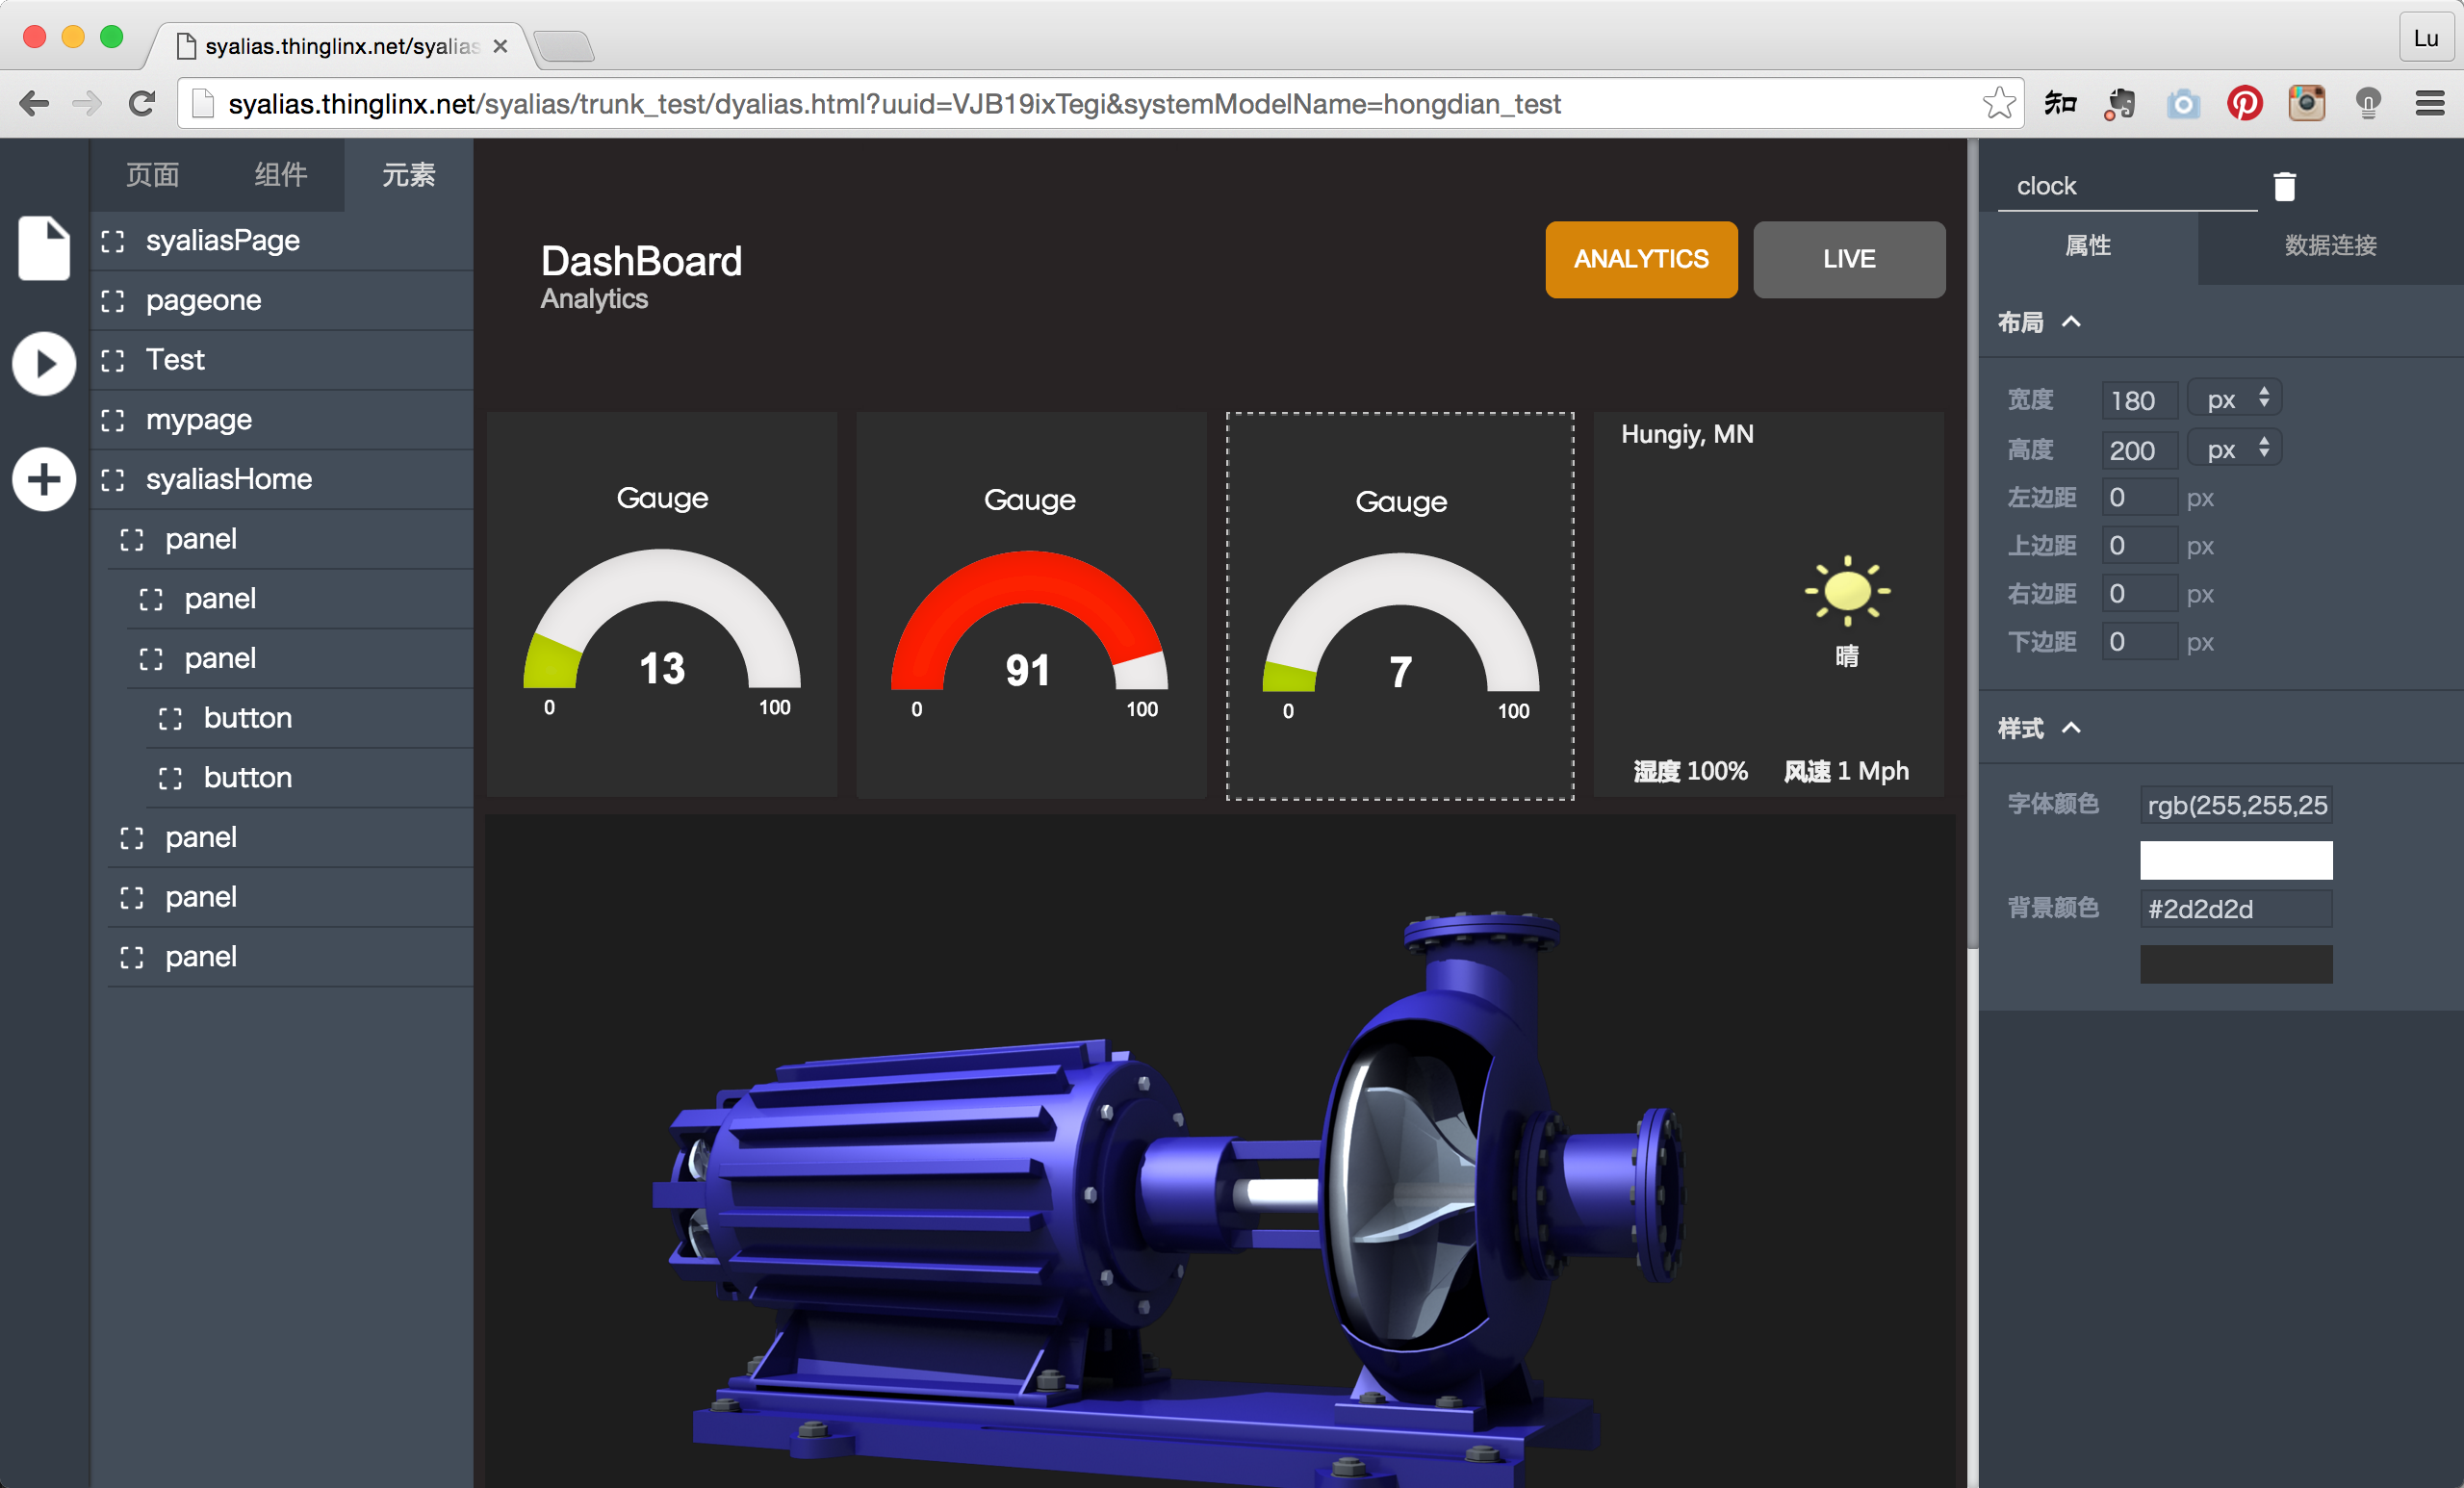 syalias.thinglinx.net/syalias
Lu
syalias.thinglinx.net/syalias/trunk_test/dyalias.html?uuid=VJB19ixTegi&systemModelName=hongdian_test
知
页面 组件 元素
syaliasPage
pageone
Test
mypage
syaliasHome
panel
panel
panel
button
button
panel
panel
panel
DashBoard
Analytics
ANALYTICS LIVE
Gauge
13
0 100
Gauge
91
0 100
Gauge
7
0 100
Hungiy, MN
晴
湿度 100% 风速 1 Mph
clock
属性 数据连接
布局
宽度 180 px
高度 200 px
左边距 0 px
上边距 0 px
右边距 0 px
下边距 0 px
样式
字体颜色 rgb(255,255,25
背景颜色 #2d2d2d